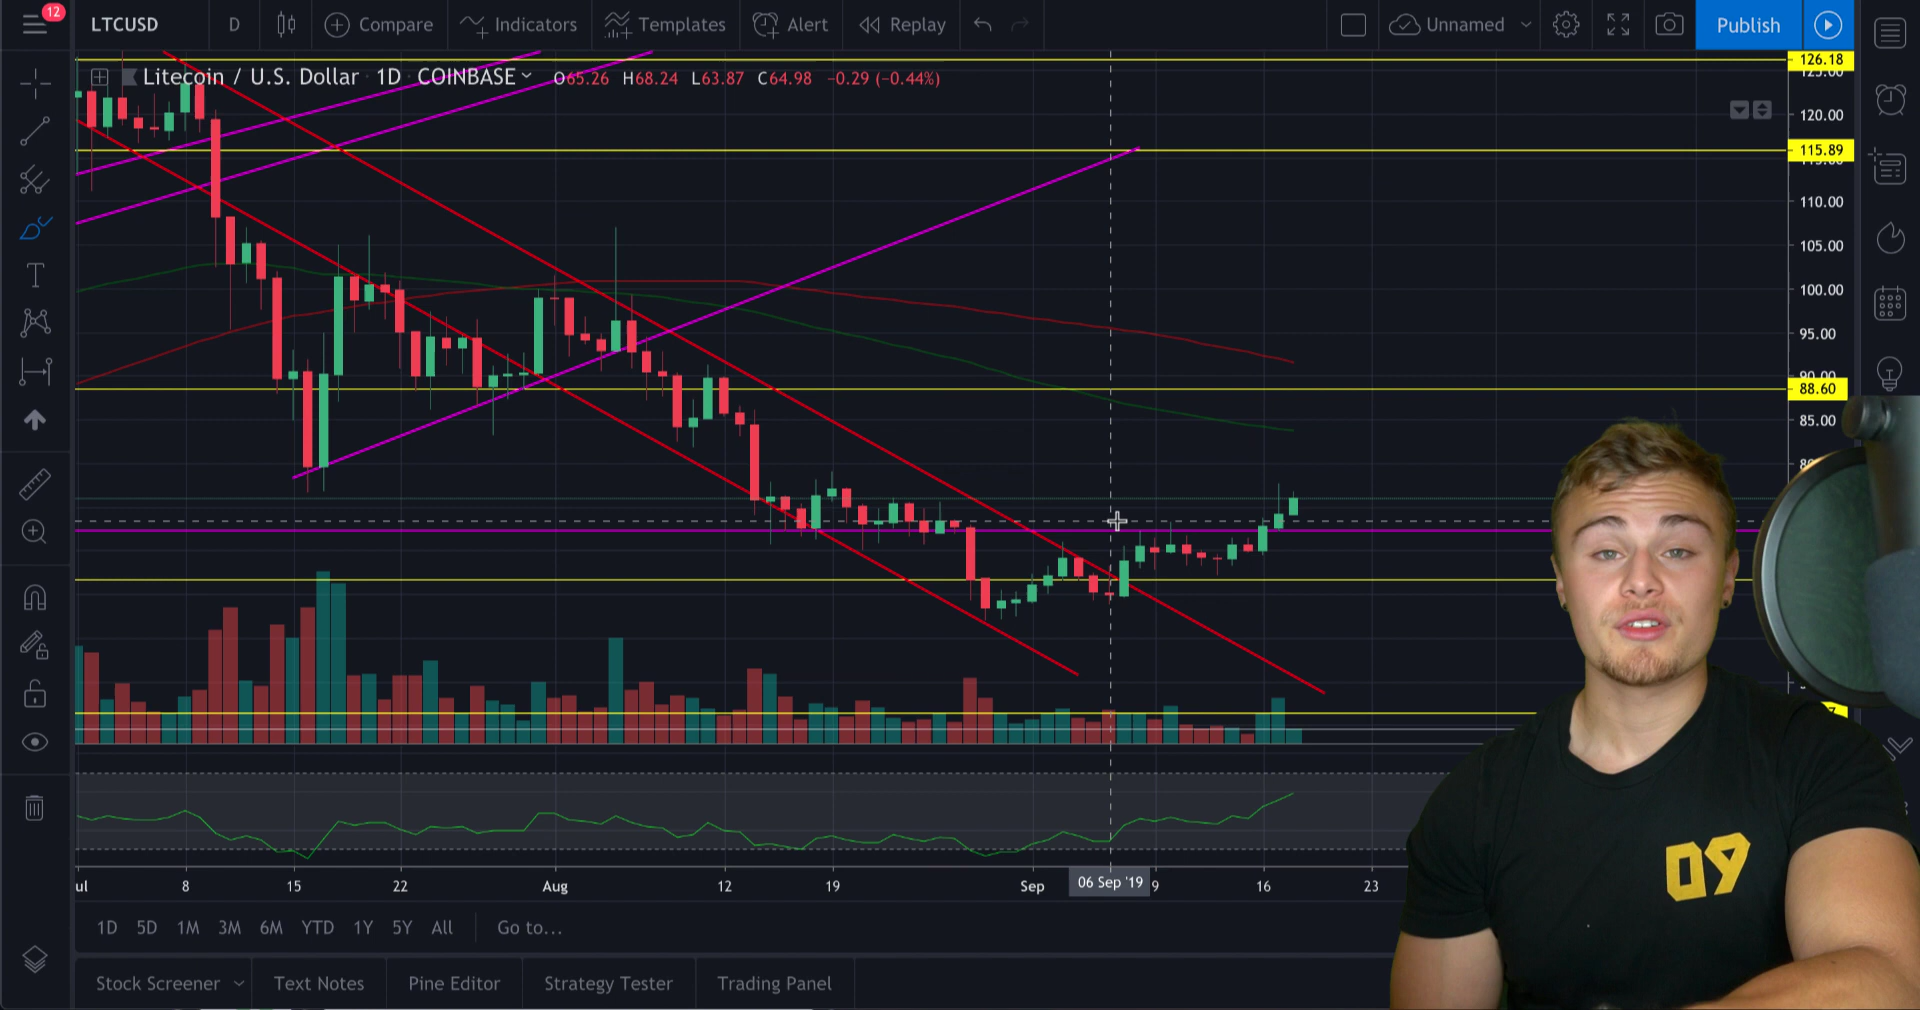 12
LTCUSD D Compare Indicators Templates Alert Replay Unnamed Publish
Litecoin / U.S. Dollar 1D COINBASE O65.26 H68.24 L63.87 C64.98 −0.29 (−0.44%)
126.18
125.00
120.00
115.89
110.00
105.00
100.00
95.00
90.00
88.60
85.00
T
09
ul 8 15 22 Aug 12 19 Sep 06 Sep '19 9 16 23
1D 5D 1M 3M 6M YTD 1Y 5Y All Go to...
Stock Screener Text Notes Pine Editor Strategy Tester Trading Panel